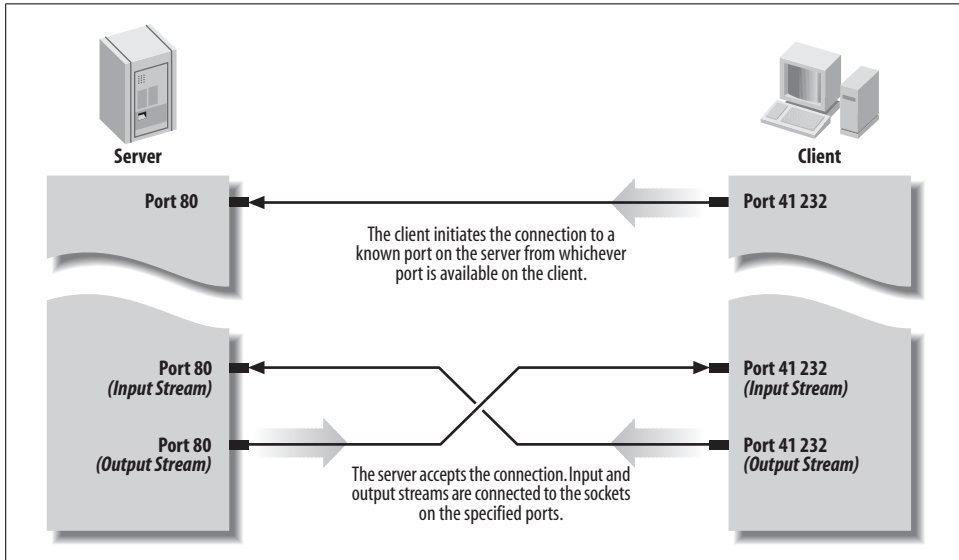 Server
Client
Port 80
Port 41 232
The client initiates the connection to a
known port on the server from whichever
port is available on the client.
Port 80
(Input Stream)
Port 41 232
(Input Stream)
Port 80
(Output Stream)
Port 41 232
(Output Stream)
The server accepts the connection. Input and
output streams are connected to the sockets
on the specified ports.